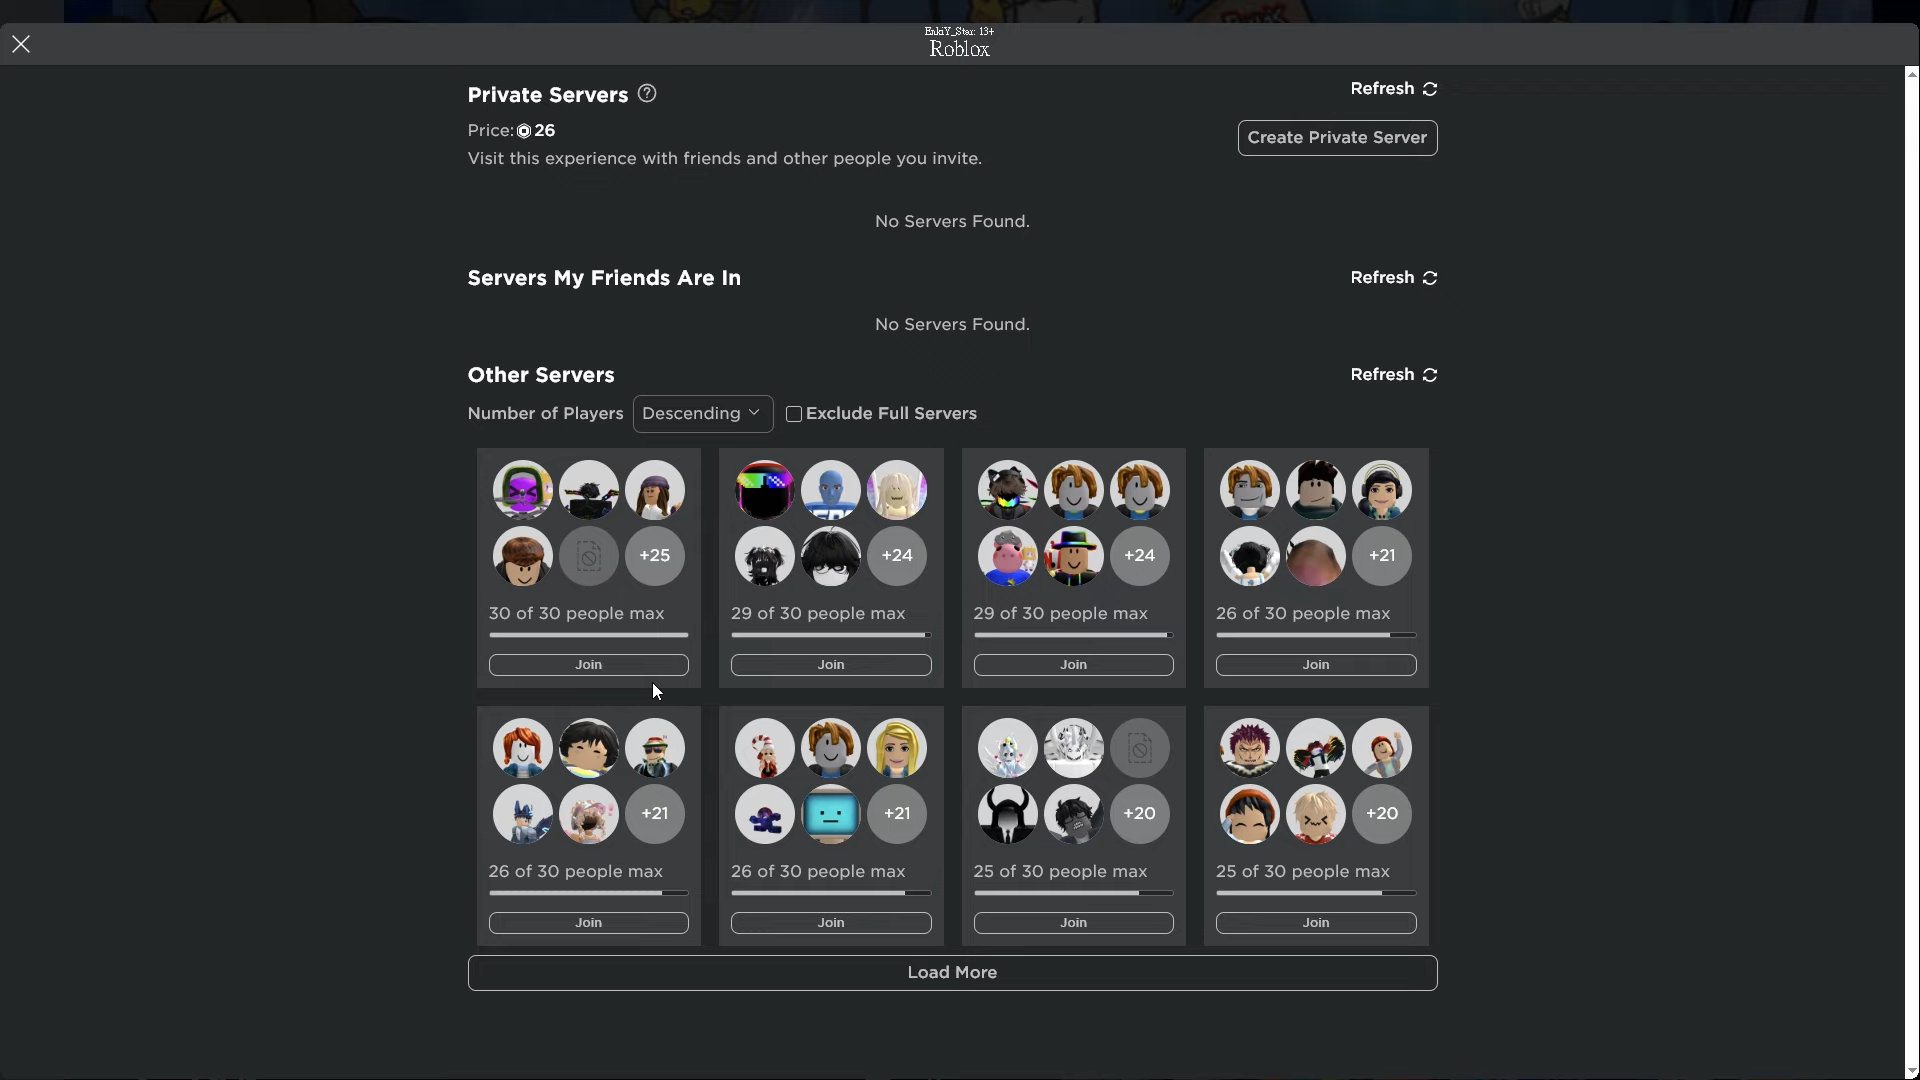 EnkiY_Star: 13+
Roblox
Private Servers
Refresh
Price: 26
Create Private Server
Visit this experience with friends and other people you invite.
No Servers Found.
Servers My Friends Are In
Refresh
No Servers Found.
Other Servers
Refresh
Number of Players Descending Exclude Full Servers
+25 +24 +24 +21
30 of 30 people max 29 of 30 people max 29 of 30 people max 26 of 30 people max
Join Join Join Join
+21 +21 +20 +20
26 of 30 people max 26 of 30 people max 25 of 30 people max 25 of 30 people max
Join Join Join Join
Load More